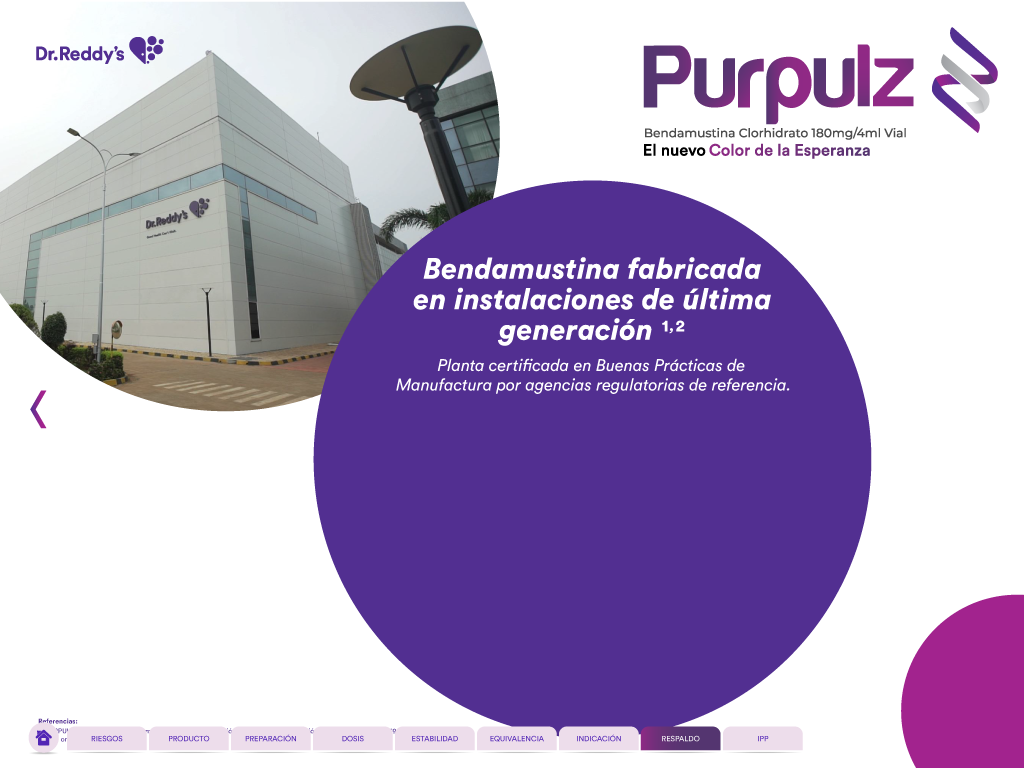 Dr.Reddy's
Purpulz
Bendamustina Clorhidrato 180mg/4ml Vial
El nuevo Color de la Esperanza
Dr.Reddy's
Bendamustina fabricada
en instalaciones de última
generación 1,2
Planta certificada en Buenas Prácticas de
Manufactura por agencias regulatorias de referencia.
Referencias:
RIESGOS
PRODUCTO
PREPARACIÓN
DOSIS
ESTABILIDAD
EQUIVALENCIA
INDICACIÓN
RESPALDO
IPP